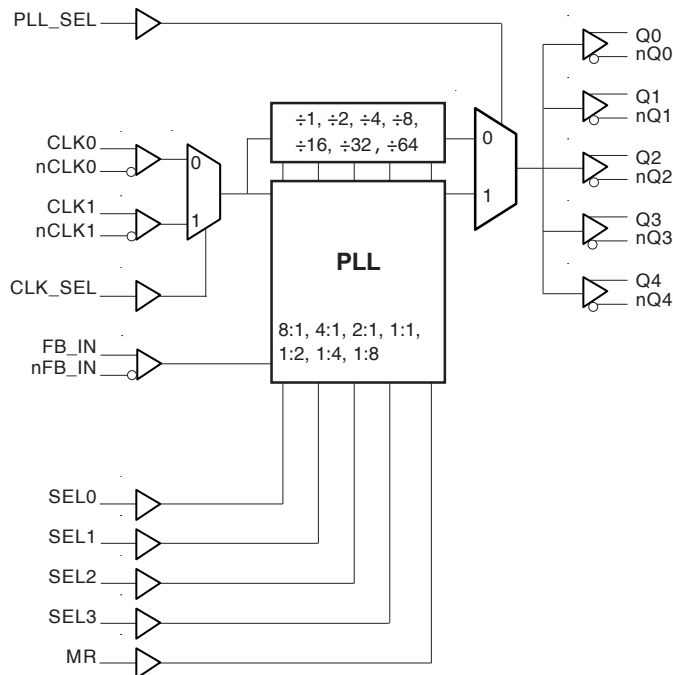 PLL_SEL
Q0
nQ0
÷1, ÷2, ÷4, ÷8,
÷16, ÷32 , ÷64
0
Q1
nQ1
CLK0
nCLK0
0
Q2
nQ2
1
CLK1
nCLK1
1
Q3
nQ3
PLL
CLK_SEL
Q4
nQ4
8:1, 4:1, 2:1, 1:1,
1:2, 1:4, 1:8
FB_IN
nFB_IN
SEL0
SEL1
SEL2
SEL3
MR